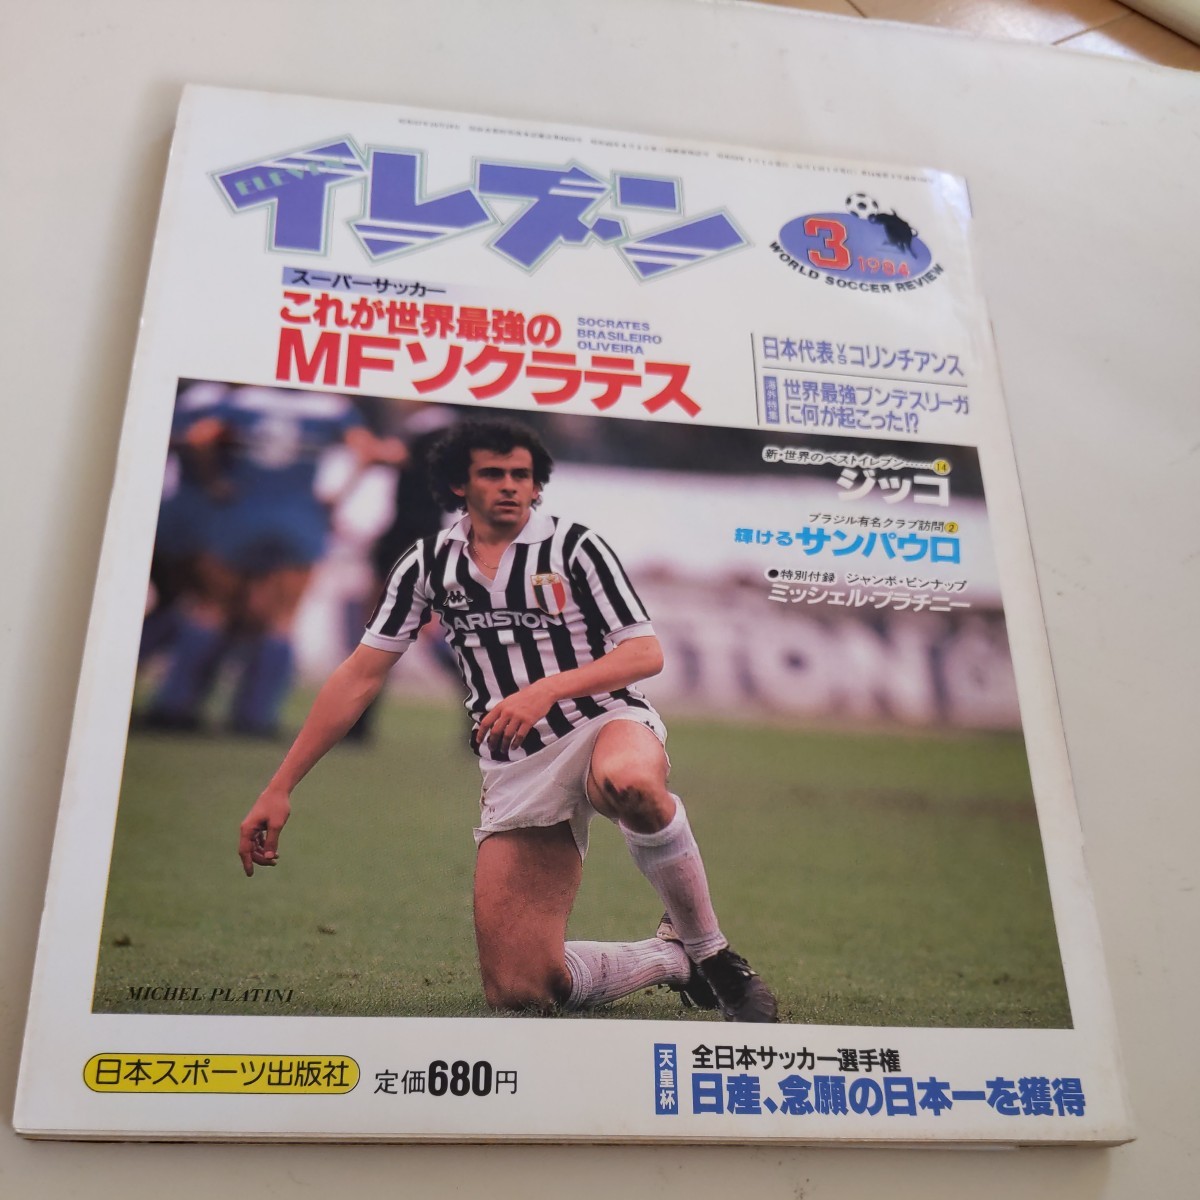 イレブン
ELEVEN
3
1984
WORLD SOCCER REVIEW
スーパーサッカー
これが世界最強の
MFソクラテス
SOCRATES
BRASILEIRO
OLIVEIRA
日本代表VSコリンチアンス
海外特集
世界最強ブンデスリーガ
に何が起こった!?
新・世界のベストイレブン……14
ジッコ
ブラジル有名クラブ訪問2
輝けるサンパウロ
●特別付録 ジャンボ・ピンナップ
ミッシェル・プラチニー
3
Kappa
ARISTON
MICHEL PLATINI
日本スポーツ出版社
定価680円
天皇杯
全日本サッカー選手権
日産、念願の日本一を獲得